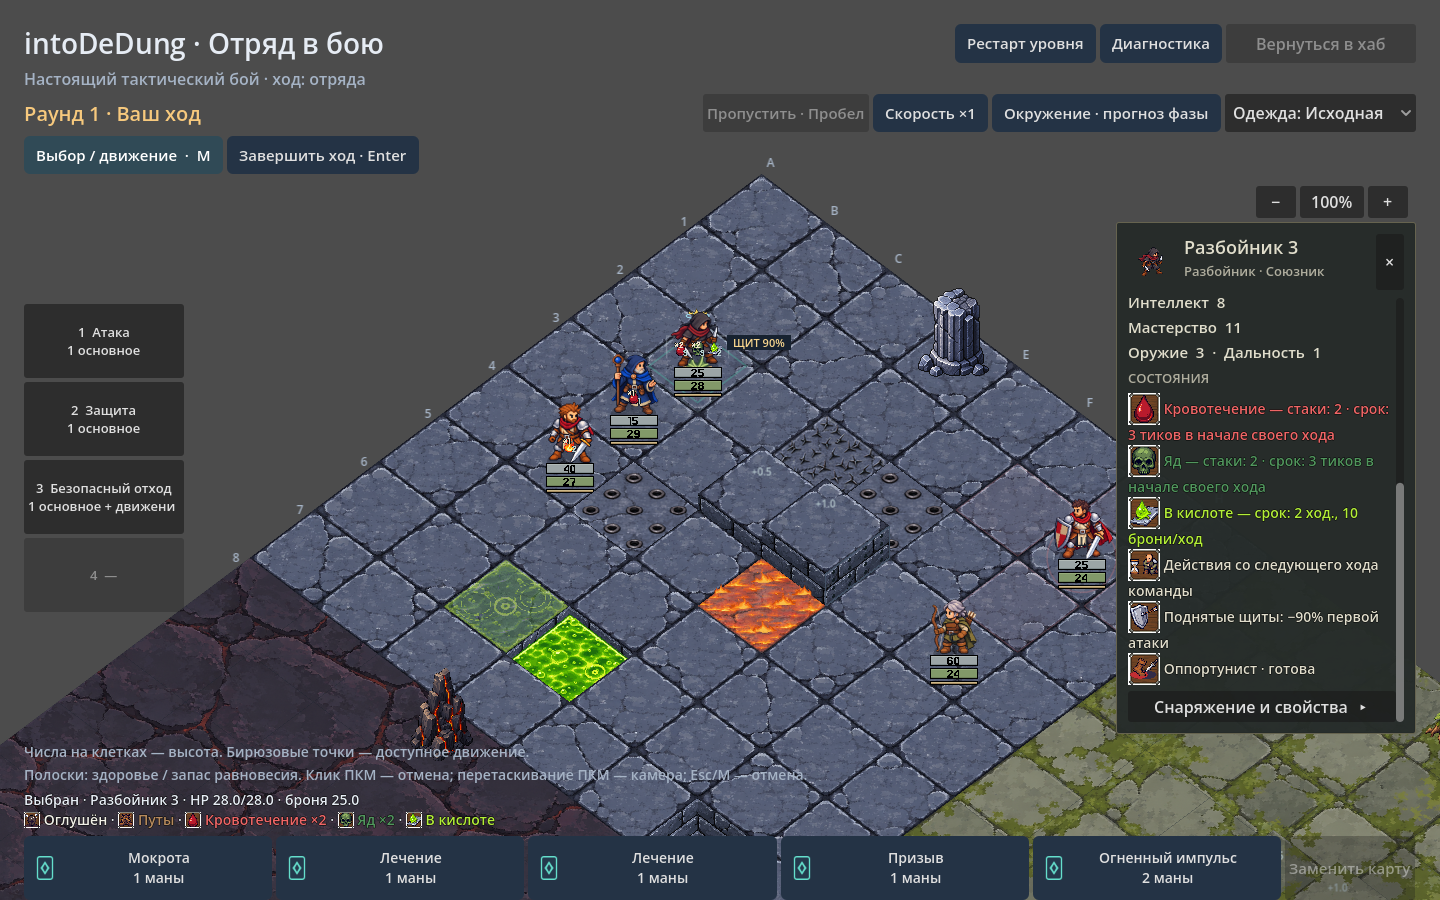 intoDeDung · Отряд в бою
Рестарт уровня
Диагностика
Вернуться в хаб
Настоящий тактический бой · ход: отряда
Раунд 1 · Ваш ход
Пропустить · Пробел
Скорость ×1
Окружение · прогноз фазы
Одежда: Исходная
Выбор / движение · M
Завершить ход · Enter
A
B
C
E
F
1
2
3
4
5
6
7
8
−
100%
+
Разбойник 3
Разбойник · Союзник
×
Интеллект 8
Мастерство 11
Оружие 3 · Дальность 1
СОСТОЯНИЯ
Кровотечение — стаки: 2 · срок:
3 тиков в начале своего хода
Яд — стаки: 2 · срок: 3 тиков в
начале своего хода
В кислоте — срок: 2 ход., 10
брони/ход
Действия со следующего хода
команды
Поднятые щиты: −90% первой
атаки
Оппортунист · готова
Снаряжение и свойства ▸
1 Атака
1 основное
2 Защита
1 основное
3 Безопасный отход
1 основное + движени
4 —
ЩИТ 90%
25
28
15
29
40
27
+0.5
+1.0
25
24
60
24
Числа на клетках — высота. Бирюзовые точки — доступное движение.
Полоски: здоровье / запас равновесия. Клик ПКМ — отмена; перетаскивание ПКМ — камера; Esc/M — отмена.
Выбран · Разбойник 3 · HP 28.0/28.0 · броня 25.0
Оглушён · Путы · Кровотечение ×2 · Яд ×2 · В кислоте
Мокрота
1 маны
Лечение
1 маны
Лечение
1 маны
Призыв
1 маны
Огненный импульс
2 маны
Заменить карту
+1.0